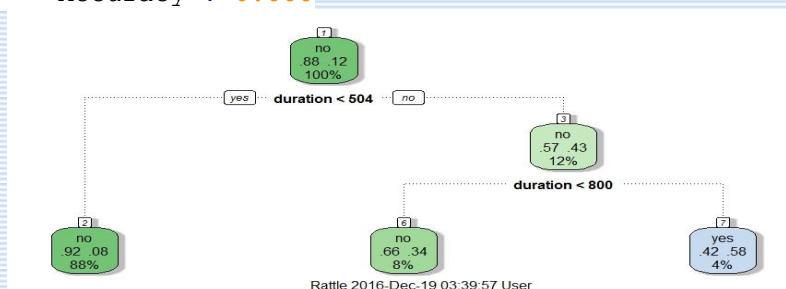 1
no
.88 .12
100%
yes duration < 504 no
3
no
.57 .43
12%
duration < 800
2
no
.92 .08
88%
6
no
.66 .34
8%
7
yes
.42 .58
4%
Rattle 2016-Dec-19 03:39:57 User